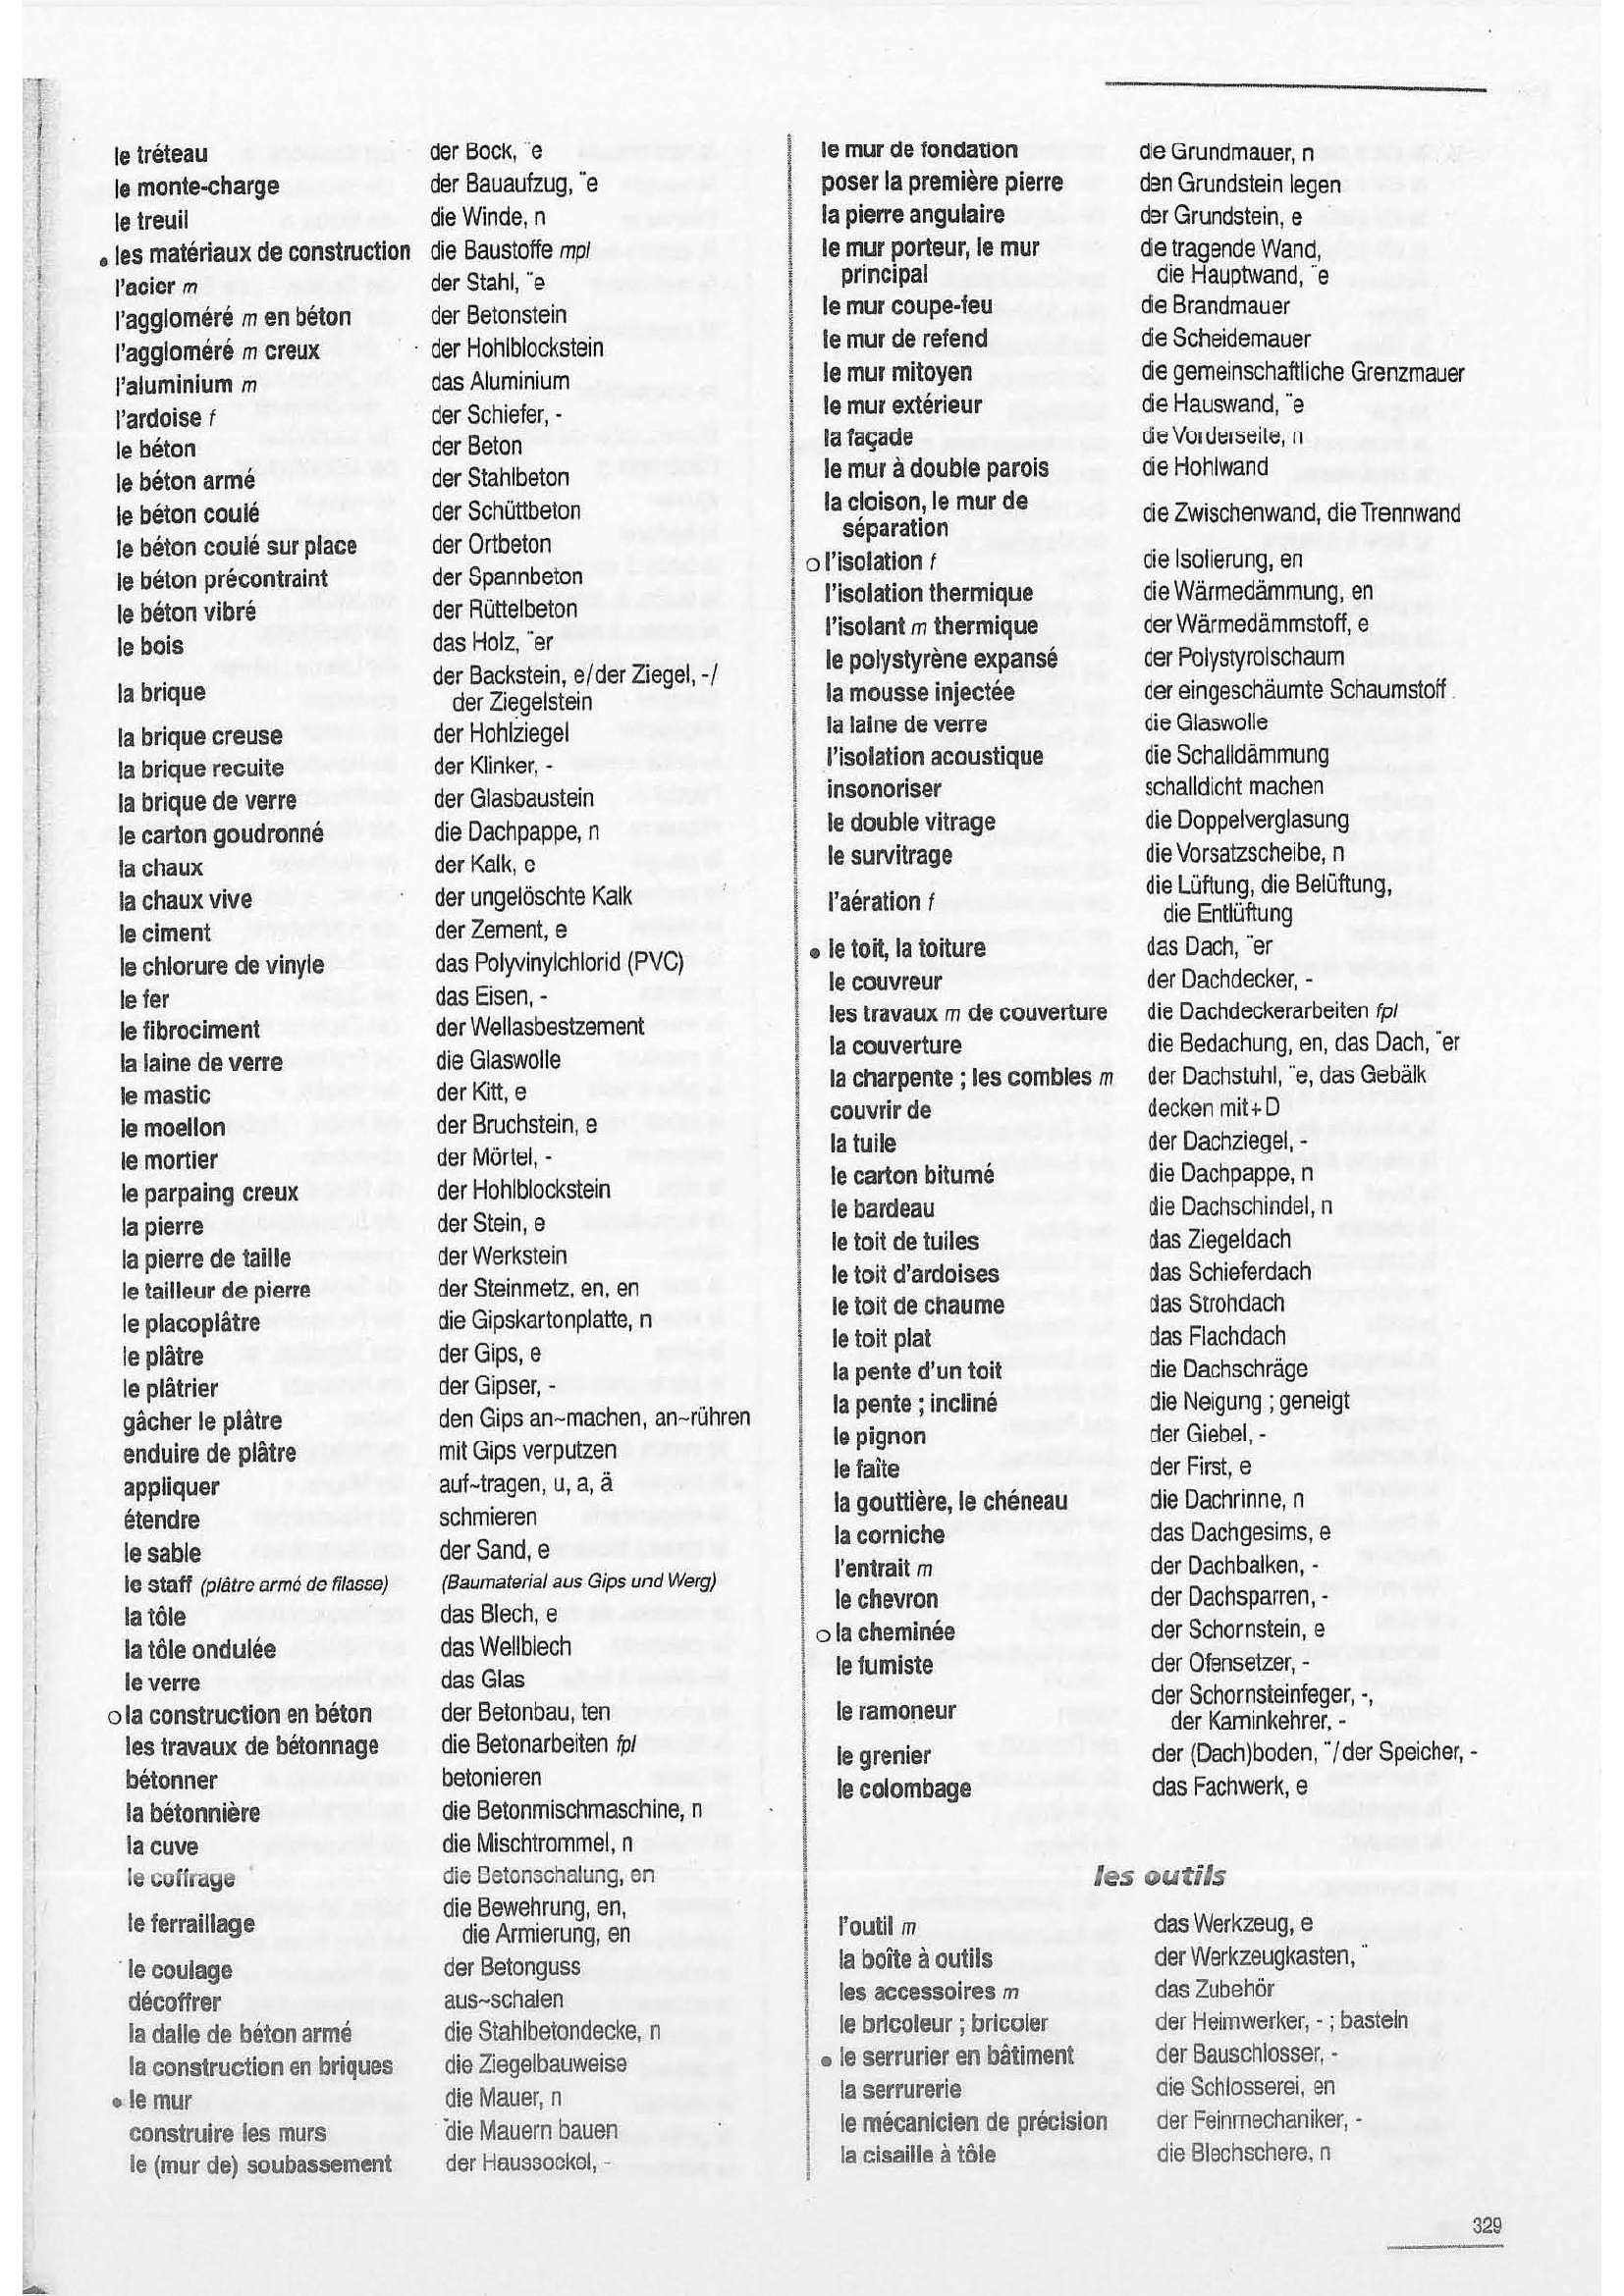 le tréteau der Bock, ¨e
le monte-charge der Bauaufzug, ¨e
le treuil die Winde, n
• les matériaux de construction die Baustoffe mpl
l'acier m der Stahl, ¨e
l'aggloméré m en béton der Betonstein
l'aggloméré m creux der Hohlblockstein
l'aluminium m das Aluminium
l'ardoise f der Schiefer, -
le béton der Beton
le béton armé der Stahlbeton
le béton coulé der Schüttbeton
le béton coulé sur place der Ortbeton
le béton précontraint der Spannbeton
le béton vibré der Rüttelbeton
le bois das Holz, ¨er
la brique der Backstein, e/der Ziegel, -/
der Ziegelstein
la brique creuse der Hohlziegel
la brique recuite der Klinker, -
la brique de verre der Glasbaustein
le carton goudronné die Dachpappe, n
la chaux der Kalk, e
la chaux vive der ungelöschte Kalk
le ciment der Zement, e
le chlorure de vinyle das Polyvinylchlorid (PVC)
le fer das Eisen, -
le fibrociment der Wellasbestzement
la laine de verre die Glaswolle
le mastic der Kitt, e
le moellon der Bruchstein, e
le mortier der Mörtel, -
le parpaing creux der Hohlblockstein
la pierre der Stein, e
la pierre de taille der Werkstein
le tailleur de pierre der Steinmetz, en, en
le placoplâtre die Gipskartonplatte, n
le plâtre der Gips, e
le plâtrier der Gipser, -
gâcher le plâtre den Gips an~machen, an~rühren
enduire de plâtre mit Gips verputzen
appliquer auf~tragen, u, a, ä
étendre schmieren
le sable der Sand, e
le staff (plâtre armé de filasse) (Baumaterial aus Gips und Werg)
la tôle das Blech, e
la tôle ondulée das Wellblech
le verre das Glas
o la construction en béton der Betonbau, ten
les travaux de bétonnage die Betonarbeiten fpl
bétonner betonieren
la bétonnière die Betonmischmaschine, n
la cuve die Mischtrommel, n
le coffrage die Betonschalung, en
le ferraillage die Bewehrung, en,
die Armierung, en
le coulage der Betonguss
décoffrer aus~schalen
la dalle de béton armé die Stahlbetondecke, n
la construction en briques die Ziegelbauweise
• le mur die Mauer, n
construire les murs die Mauern bauen
le (mur de) soubassement der Haussockel, -
le mur de fondation die Grundmauer, n
poser la première pierre den Grundstein legen
la pierre angulaire der Grundstein, e
le mur porteur, le mur die tragende Wand,
principal die Hauptwand, ¨e
le mur coupe-feu die Brandmauer
le mur de refend die Scheidemauer
le mur mitoyen die gemeinschaftliche Grenzmauer
le mur extérieur die Hauswand, ¨e
la façade die Vorderseite, n
le mur à double parois die Hohlwand
la cloison, le mur de
séparation die Zwischenwand, die Trennwand
o l'isolation f die Isolierung, en
l'isolation thermique die Wärmedämmung, en
l'isolant m thermique der Wärmedämmstoff, e
le polystyrène expansé der Polystyrolschaum
la mousse injectée der eingeschäumte Schaumstoff
la laine de verre die Glaswolle
l'isolation acoustique die Schalldämmung
insonoriser schalldicht machen
le double vitrage die Doppelverglasung
le survitrage die Vorsatzscheibe, n
l'aération f die Lüftung, die Belüftung,
die Entlüftung
• le toit, la toiture das Dach, ¨er
le couvreur der Dachdecker, -
les travaux m de couverture die Dachdeckerarbeiten fpl
la couverture die Bedachung, en, das Dach, ¨er
la charpente ; les combles m der Dachstuhl, ¨e, das Gebälk
couvrir de decken mit+D
la tuile der Dachziegel, -
le carton bitumé die Dachpappe, n
le bardeau die Dachschindel, n
le toit de tuiles das Ziegeldach
le toit d'ardoises das Schieferdach
le toit de chaume das Strohdach
le toit plat das Flachdach
la pente d'un toit die Dachschräge
la pente ; incliné die Neigung ; geneigt
le pignon der Giebel, -
le faîte der First, e
la gouttière, le chéneau die Dachrinne, n
la corniche das Dachgesims, e
l'entrait m der Dachbalken, -
le chevron der Dachsparren, -
o la cheminée der Schornstein, e
le fumiste der Ofensetzer, -
le ramoneur der Schornsteinfeger, -,
der Kaminkehrer, -
le grenier der (Dach)boden, ¨/der Speicher, -
le colombage das Fachwerk, e
les outils
l'outil m das Werkzeug, e
la boîte à outils der Werkzeugkasten, ¨
les accessoires m das Zubehör
le bricoleur ; bricoler der Heimwerker, - ; basteln
• le serrurier en bâtiment der Bauschlosser, -
la serrurerie die Schlosserei, en
le mécanicien de précision der Feinmechaniker, -
la cisaille à tôle die Blechschere, n
329